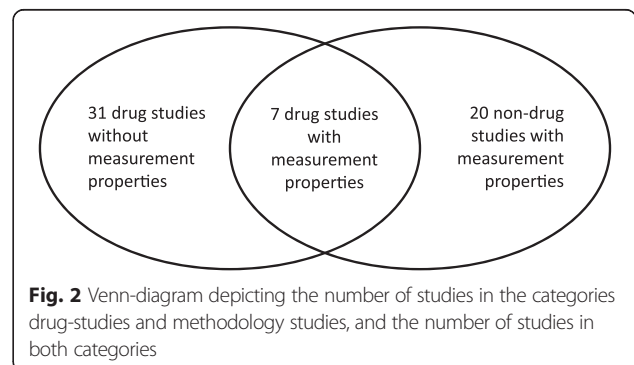 31 drug studies
without
measurement
properties
7 drug studies
with
measurement
properties
20 non-drug
studies with
measurement
properties
Fig. 2 Venn-diagram depicting the number of studies in the categories
drug-studies and methodology studies, and the number of studies in
both categories